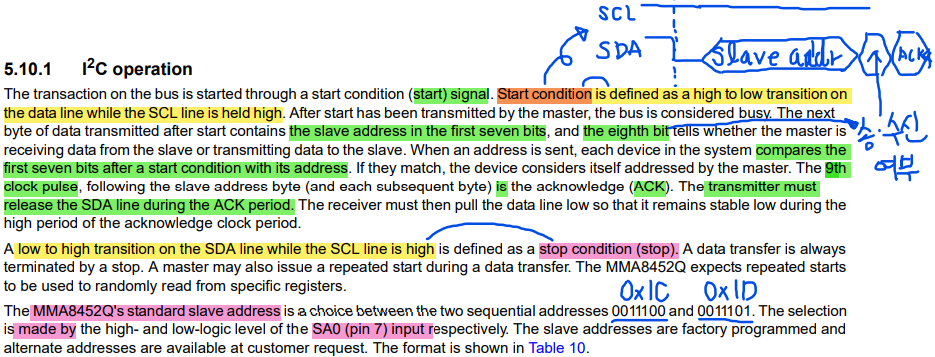 SCL
SDA
slave addr
ACK
5.10.1 I²C operation
The transaction on the bus is started through a start condition (start) signal. Start condition is defined as a high to low transition on
the data line while the SCL line is held high. After start has been transmitted by the master, the bus is considered busy. The next
byte of data transmitted after start contains the slave address in the first seven bits, and the eighth bit tells whether the master is
receiving data from the slave or transmitting data to the slave. When an address is sent, each device in the system compares the
first seven bits after a start condition with its address. If they match, the device considers itself addressed by the master. The 9th
clock pulse, following the slave address byte (and each subsequent byte) is the acknowledge (ACK). The transmitter must
release the SDA line during the ACK period. The receiver must then pull the data line low so that it remains stable low during the
high period of the acknowledge clock period.
송·수신
여부
A low to high transition on the SDA line while the SCL line is high is defined as a stop condition (stop). A data transfer is always
terminated by a stop. A master may also issue a repeated start during a data transfer. The MMA8452Q expects repeated starts
to be used to randomly read from specific registers.
0x1C 0x1D
The MMA8452Q's standard slave address is a choice between the two sequential addresses 0011100 and 0011101. The selection
is made by the high- and low-logic level of the SA0 (pin 7) input respectively. The slave addresses are factory programmed and
alternate addresses are available at customer request. The format is shown in Table 10.